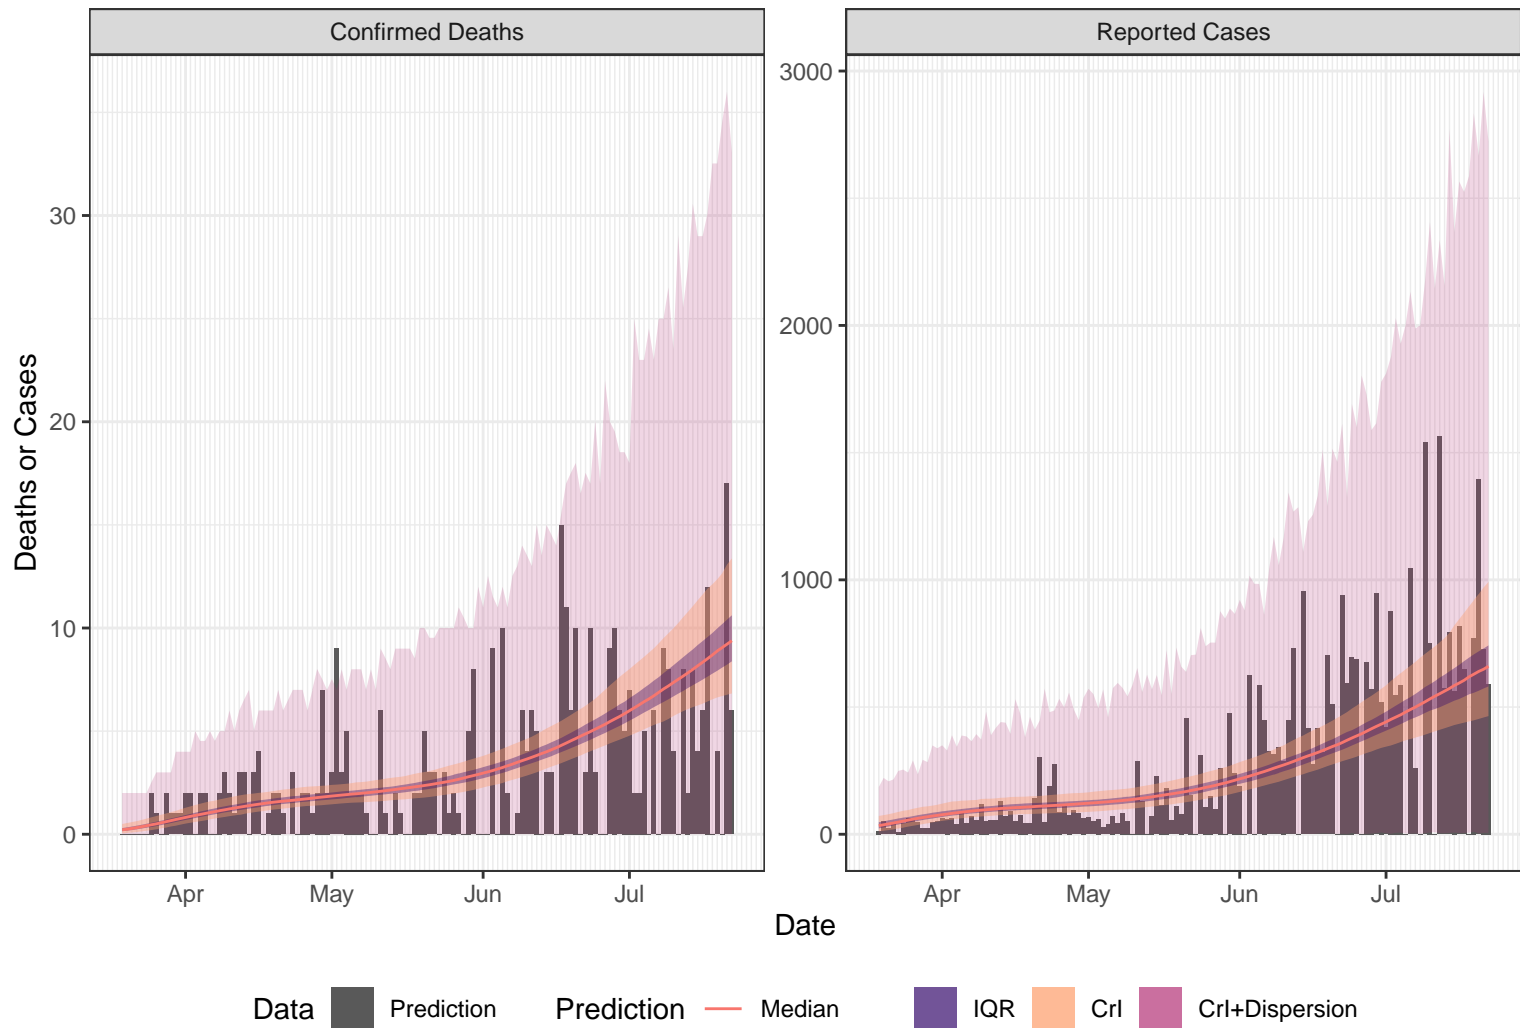 Confirmed Deaths
Reported Cases
Deaths or Cases
30
20
10
0
3000
2000
1000
0
Apr May Jun Jul
Apr May Jun Jul
Date
Data Prediction Prediction Median IQR CrI CrI+Dispersion